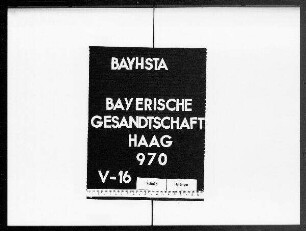 BAYHSTA
BAYERISCHE
GESANDTSCHAFT
HAAG
970
V-16